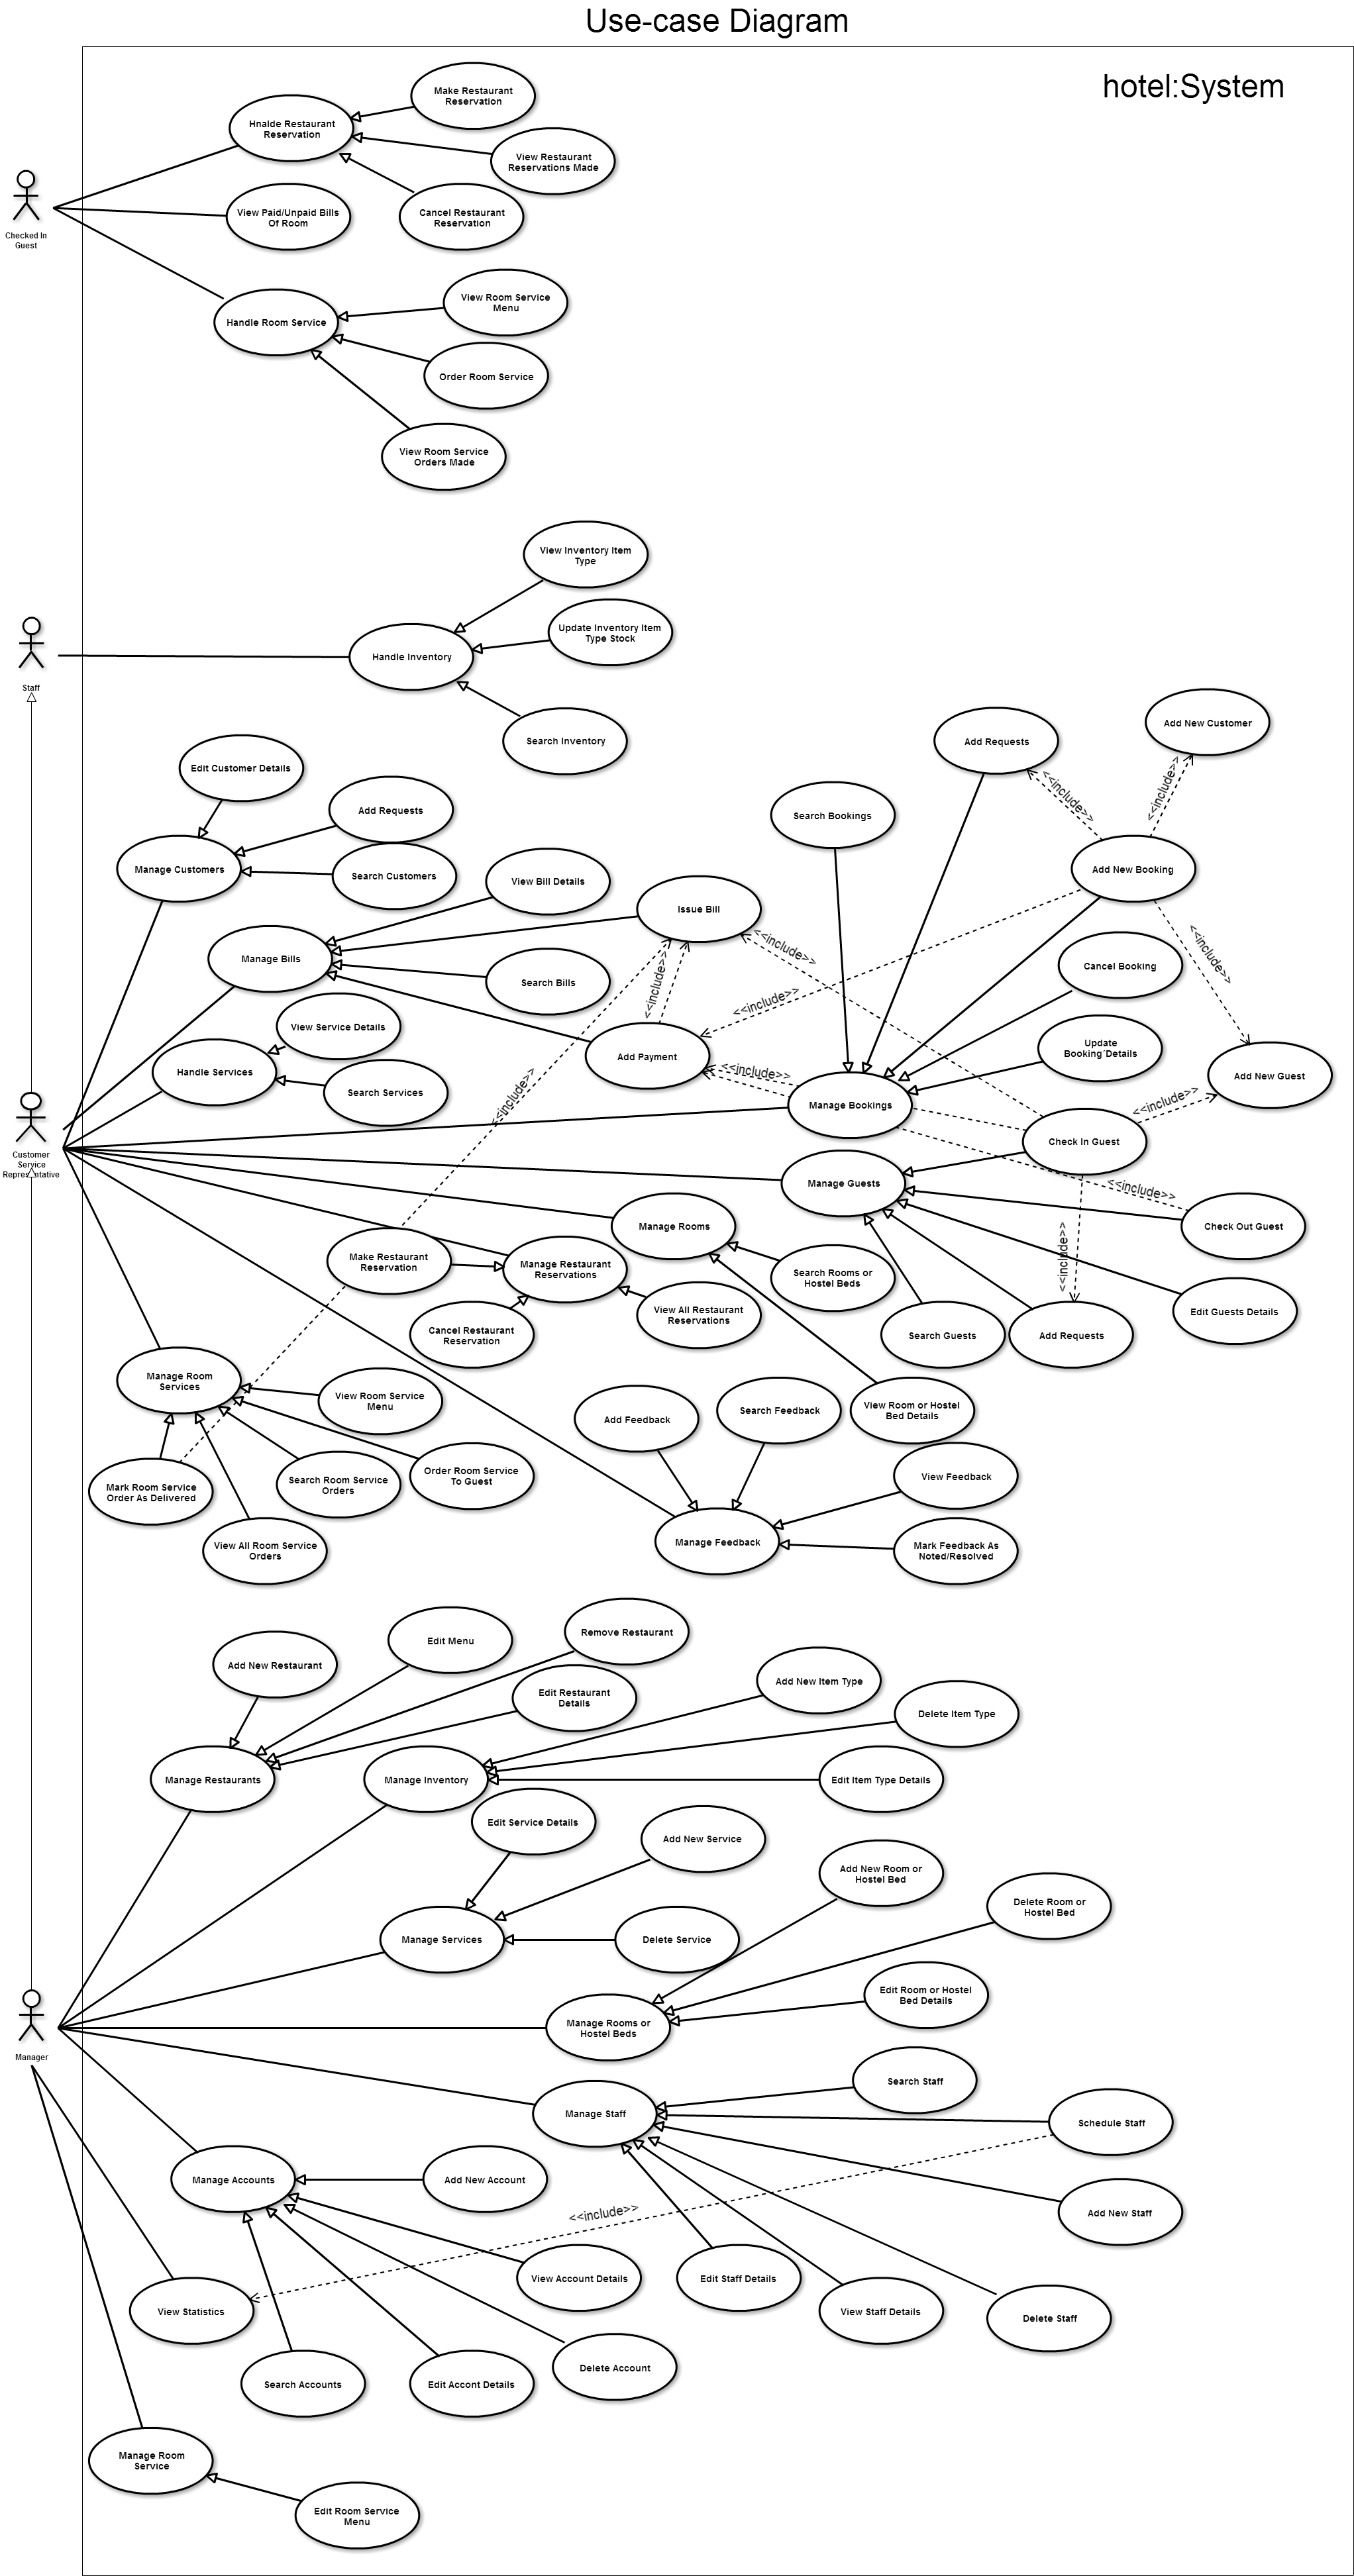 Use-case Diagram
hotel:System
Make Restaurant
Reservation
Hnalde Restaurant
Reservation
View Restaurant
Reservations Made
Checked In
Guest
View Paid/Unpaid Bills
Of Room
Cancel Restaurant
Reservation
View Room Service
Menu
Handle Room Service
Order Room Service
View Room Service
Orders Made
View Inventory Item
Type
Update Inventory Item
Type Stock
Handle Inventory
Staff
Search Inventory
Add New Customer
Add Requests
Edit Customer Details
<<include>>
<<include>>
Add Requests
Search Bookings
Manage Customers
Search Customers
Add New Booking
View Bill Details
Issue Bill
<<include>>
<<include>>
Manage Bills
Search Bills
Cancel Booking
<<include>>
<<include>>
View Service Details
Add Payment
Update
Booking´Details
Handle Services
<<include>>
Add New Guest
Search Services
<<include>>
Manage Bookings
<<include>>
Check In Guest
Customer
Service
Representative
Manage Guests
<<include>>
Manage Rooms
Check Out Guest
<<include>>
Make Restaurant
Reservation
Manage Restaurant
Reservations
Search Rooms or
Hostel Beds
Edit Guests Details
View All Restaurant
Reservations
Cancel Restaurant
Reservation
Search Guests
Add Requests
Manage Room
Services
View Room Service
Menu
Add Feedback
Search Feedback
View Room or Hostel
Bed Details
Mark Room Service
Order As Delivered
Search Room Service
Orders
Order Room Service
To Guest
View Feedback
View All Room Service
Orders
Manage Feedback
Mark Feedback As
Noted/Resolved
Remove Restaurant
Edit Menu
Add New Restaurant
Edit Restaurant
Details
Add New Item Type
Delete Item Type
Manage Restaurants
Manage Inventory
Edit Item Type Details
Edit Service Details
Add New Service
Add New Room or
Hostel Bed
Delete Room or
Hostel Bed
Manage Services
Delete Service
Edit Room or Hostel
Bed Details
Manage Rooms or
Hostel Beds
Manager
Search Staff
Manage Staff
Schedule Staff
Manage Accounts
Add New Account
Add New Staff
<<include>>
View Account Details
Edit Staff Details
View Statistics
View Staff Details
Delete Staff
Delete Account
Search Accounts
Edit Accont Details
Manage Room
Service
Edit Room Service
Menu